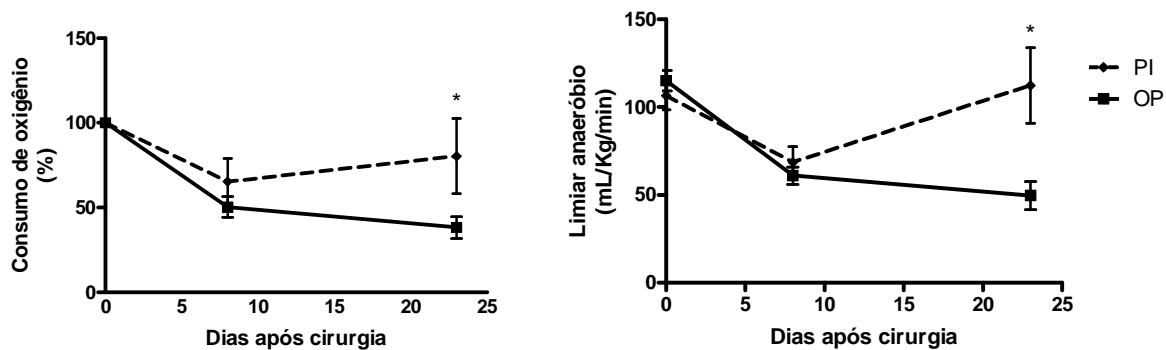 Consumo de oxigênio
(%)
150
100
50
0
*
0 5 10 15 20 25
Dias após cirurgia
Limiar anaeróbio
(mL/Kg/min)
150
100
50
0
*
0 5 10 15 20 25
Dias após cirurgia
PI
OP